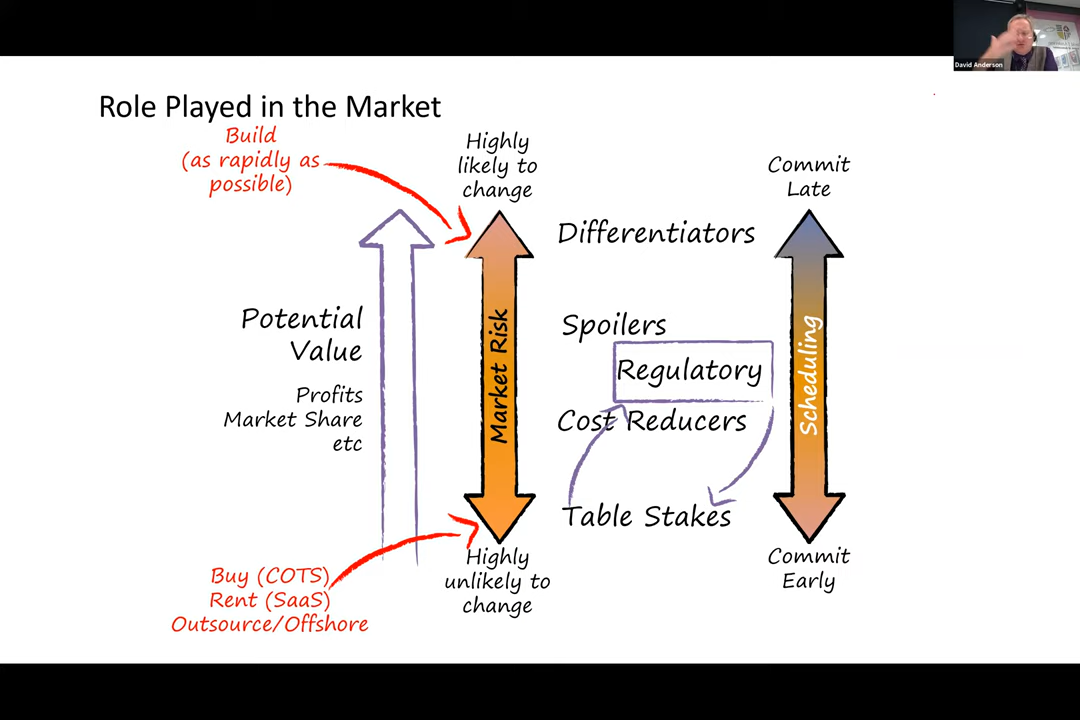 David Anderson
Role Played in the Market
Build
(as rapidly as
possible)
Highly
likely to
change
Commit
Late
Differentiators
Potential
Value
Profits
Market Share
etc
Market Risk
Spoilers
Regulatory
Cost Reducers
Table Stakes
Scheduling
Buy (COTS)
Rent (SaaS)
Outsource/Offshore
Highly
unlikely to
change
Commit
Early